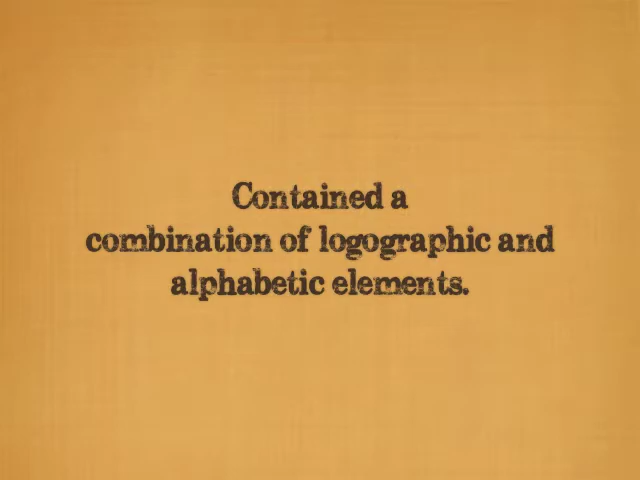 Contained a
combination of logographic and
alphabetic elements.